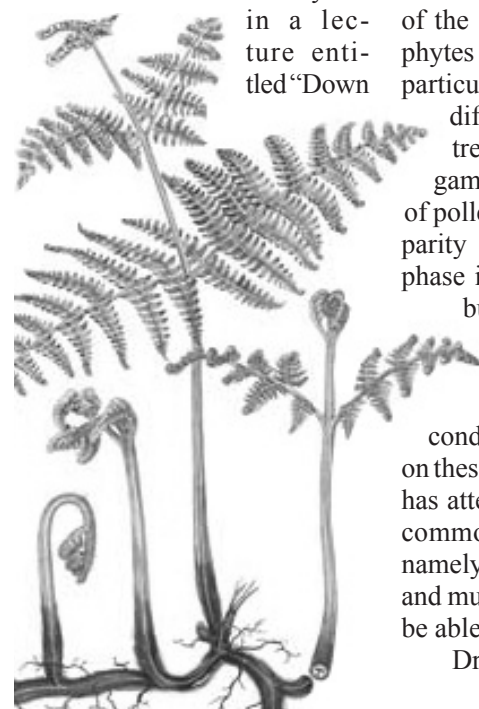 in a lec-
ture enti-
tled “Down
of the
phytes
particu
dif
tre
gam
of polle
parity
phase i
bu
cond
on thes
has atte
commo
namely
and mu
be able
Dr